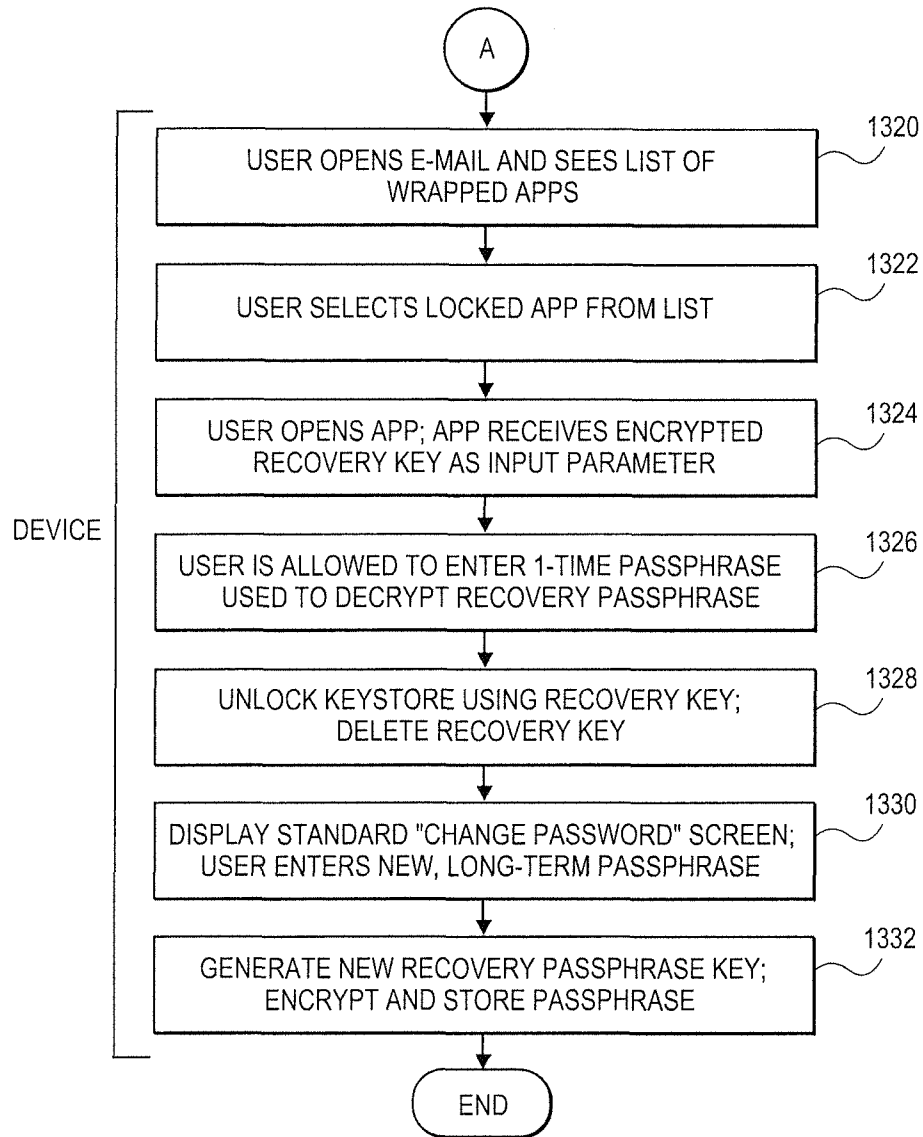 A
1320
USER OPENS E-MAIL AND SEES LIST OF
WRAPPED APPS
1322
USER SELECTS LOCKED APP FROM LIST
1324
USER OPENS APP; APP RECEIVES ENCRYPTED
RECOVERY KEY AS INPUT PARAMETER
DEVICE
1326
USER IS ALLOWED TO ENTER 1-TIME PASSPHRASE
USED TO DECRYPT RECOVERY PASSPHRASE
1328
UNLOCK KEYSTORE USING RECOVERY KEY;
DELETE RECOVERY KEY
1330
DISPLAY STANDARD "CHANGE PASSWORD" SCREEN;
USER ENTERS NEW, LONG-TERM PASSPHRASE
1332
GENERATE NEW RECOVERY PASSPHRASE KEY;
ENCRYPT AND STORE PASSPHRASE
END